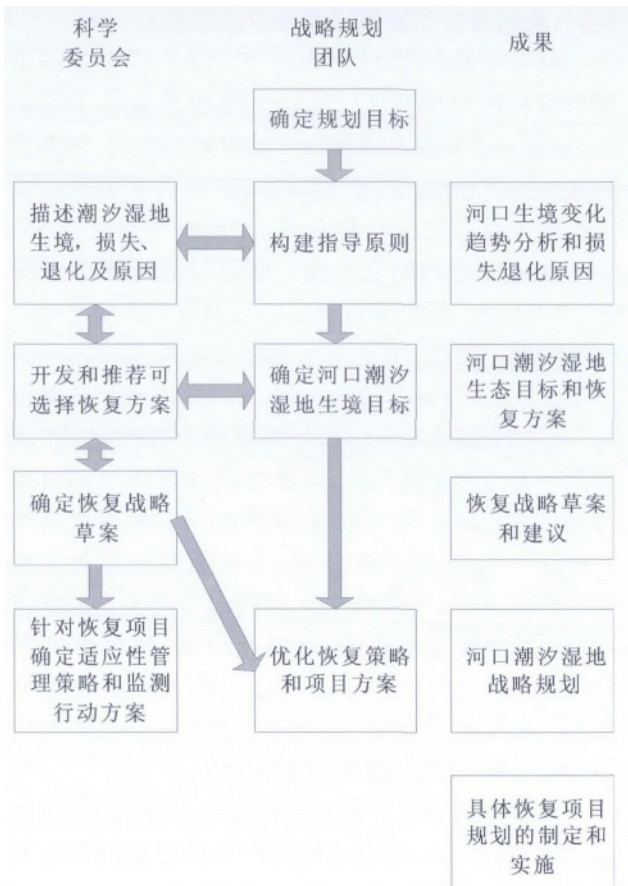 科学
委员会
战略规划
团队
成果
确定规划目标
描述潮汐湿地
生境，损失、
退化及原因
构建指导原则
河口生境变化
趋势分析和损
失/退化原因
开发和推荐可
选择恢复方案
确定河口潮汐
湿地生境目标
河口潮汐湿地
生态目标和恢
复方案
确定恢复战略
草案
恢复战略草案
和建议
针对恢复项目
确定适应性管
理策略和监测
行动方案
优化恢复策略
和项目方案
河口潮汐湿地
战略规划
具体恢复项目
规划的制定和
实施